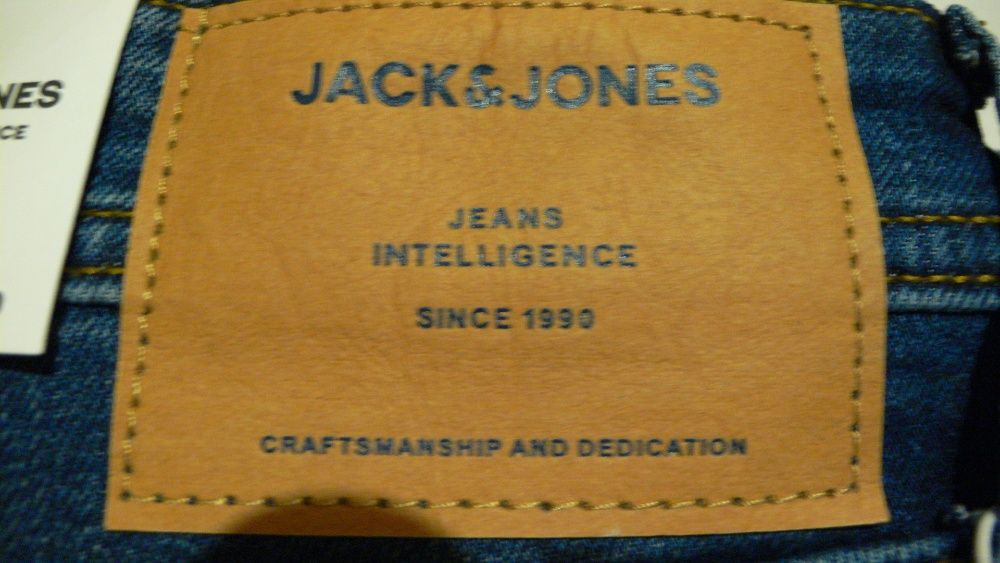 JACK&JONES
JEANS
INTELLIGENCE
SINCE 1990
CRAFTSMANSHIP AND DEDICATION
NES
CE